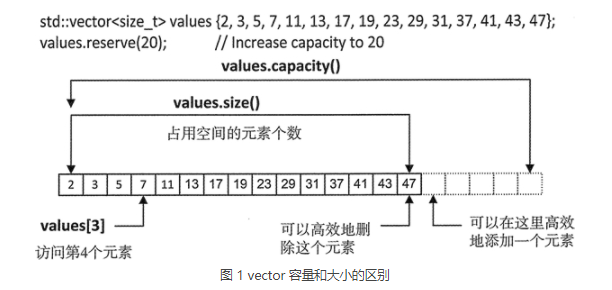 std::vector<size_t> values {2, 3, 5, 7, 11, 13, 17, 19, 23, 29, 31, 37, 41, 43, 47};
values.reserve(20); // Increase capacity to 20
values.capacity()
values.size()
占用空间的元素个数
2 3 5 7 11 13 17 19 23 29 31 37 41 43 47
values[3]
访问第4个元素
可以高效地删
除这个元素
可以在这里高效
地添加一个元素
图 1 vector 容量和大小的区别